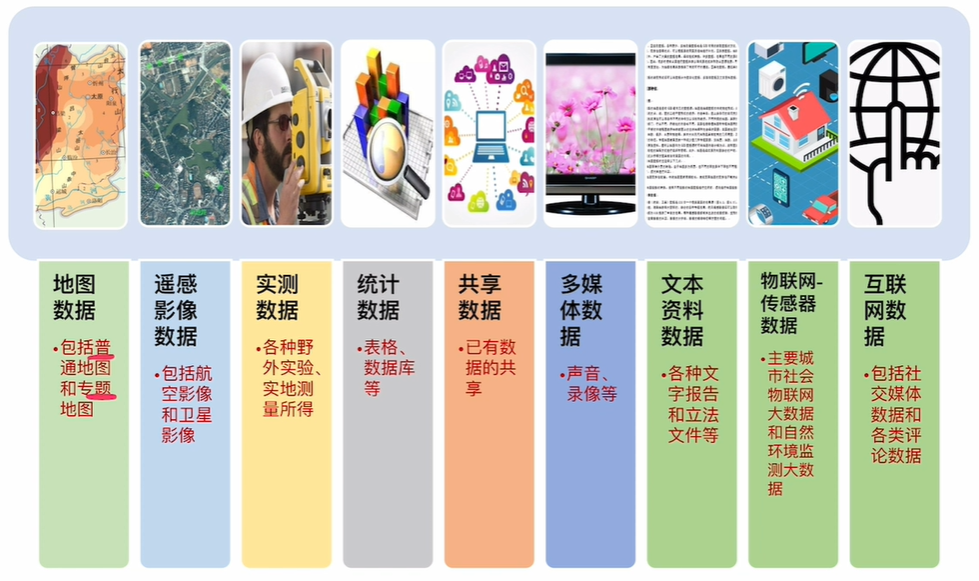 地图
数据
•包括普
通地图
和专题
地图
遥感
影像
数据
•包括航
空影像
和卫星
影像
实测
数据
•各种野
外实验、
实地测
量所得
统计
数据
•表格、
数据库
等
共享
数据
•已有数
据的共
享
多媒
体数
据
•声音、
录像等
文本
资料
数据
•各种文
字报告
和立法
文件等
物联网-
传感器
数据
•主要城
市社会
物联网
大数据
和自然
环境监
测大数
据
互联
网数
据
•包括社
交媒体
数据和
各类评
论数据